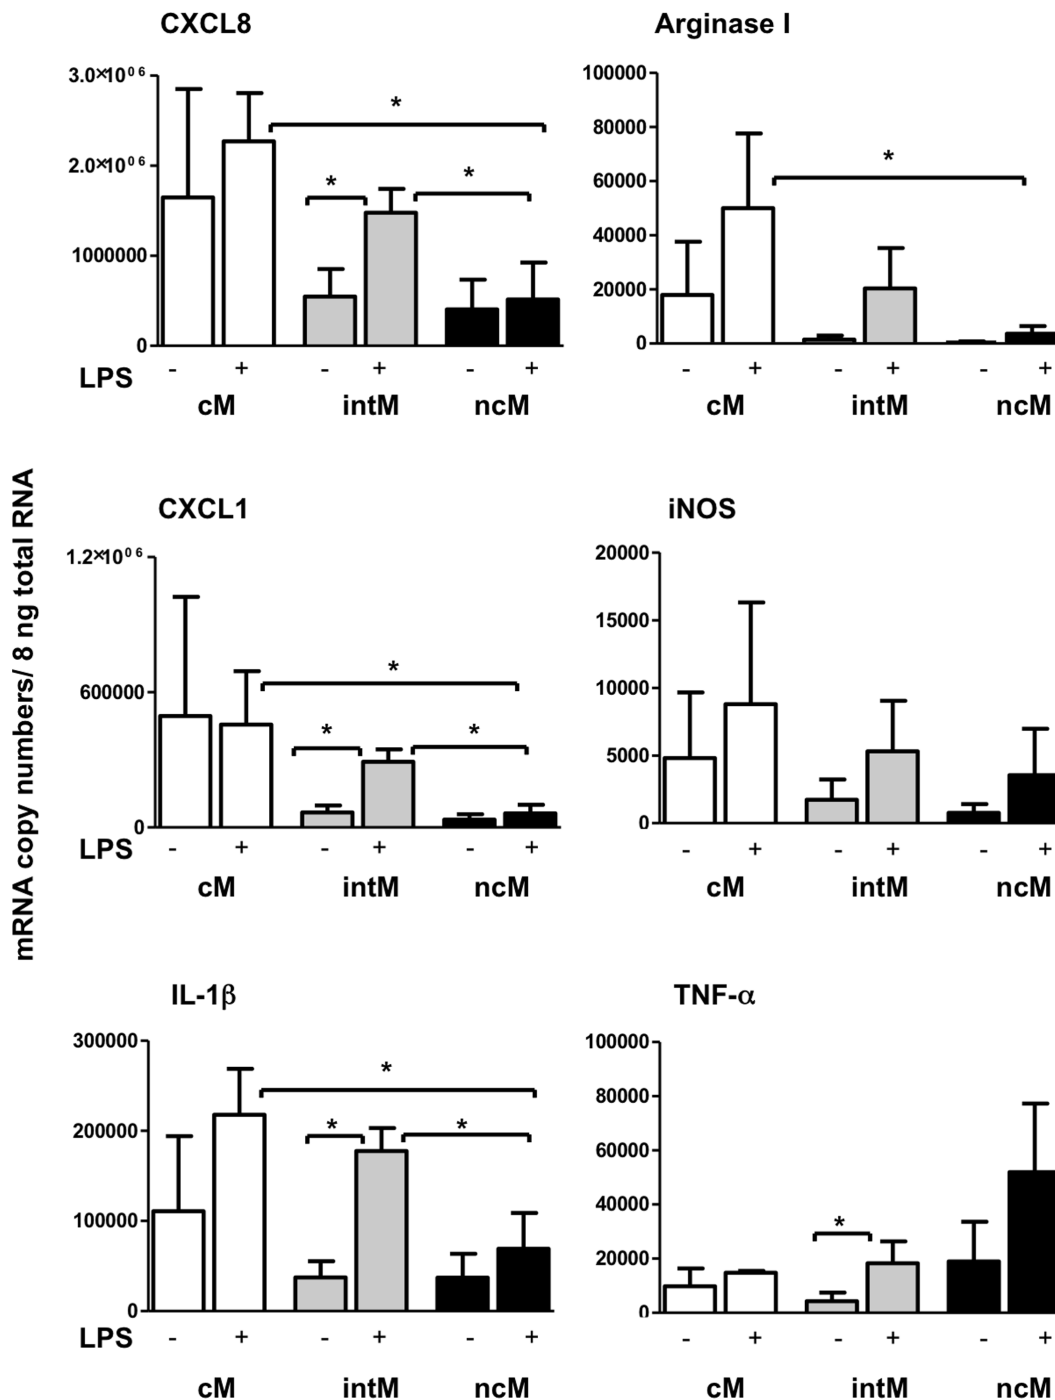 mRNA copy numbers/ 8 ng total RNA
CXCL8
3.0×10⁰⁶
2.0×10⁰⁶
1000000
0
*
*
*
LPS - + - + - +
cM intM ncM
Arginase I
100000
80000
60000
40000
20000
0
*
- + - + - +
cM intM ncM
CXCL1
1.2×10⁰⁶
600000
0
*
*
*
LPS - + - + - +
cM intM ncM
iNOS
20000
15000
10000
5000
0
- + - + - +
cM intM ncM
IL-1β
300000
200000
100000
0
*
*
*
LPS - + - + - +
cM intM ncM
TNF-α
100000
80000
60000
40000
20000
0
*
- + - + - +
cM intM ncM